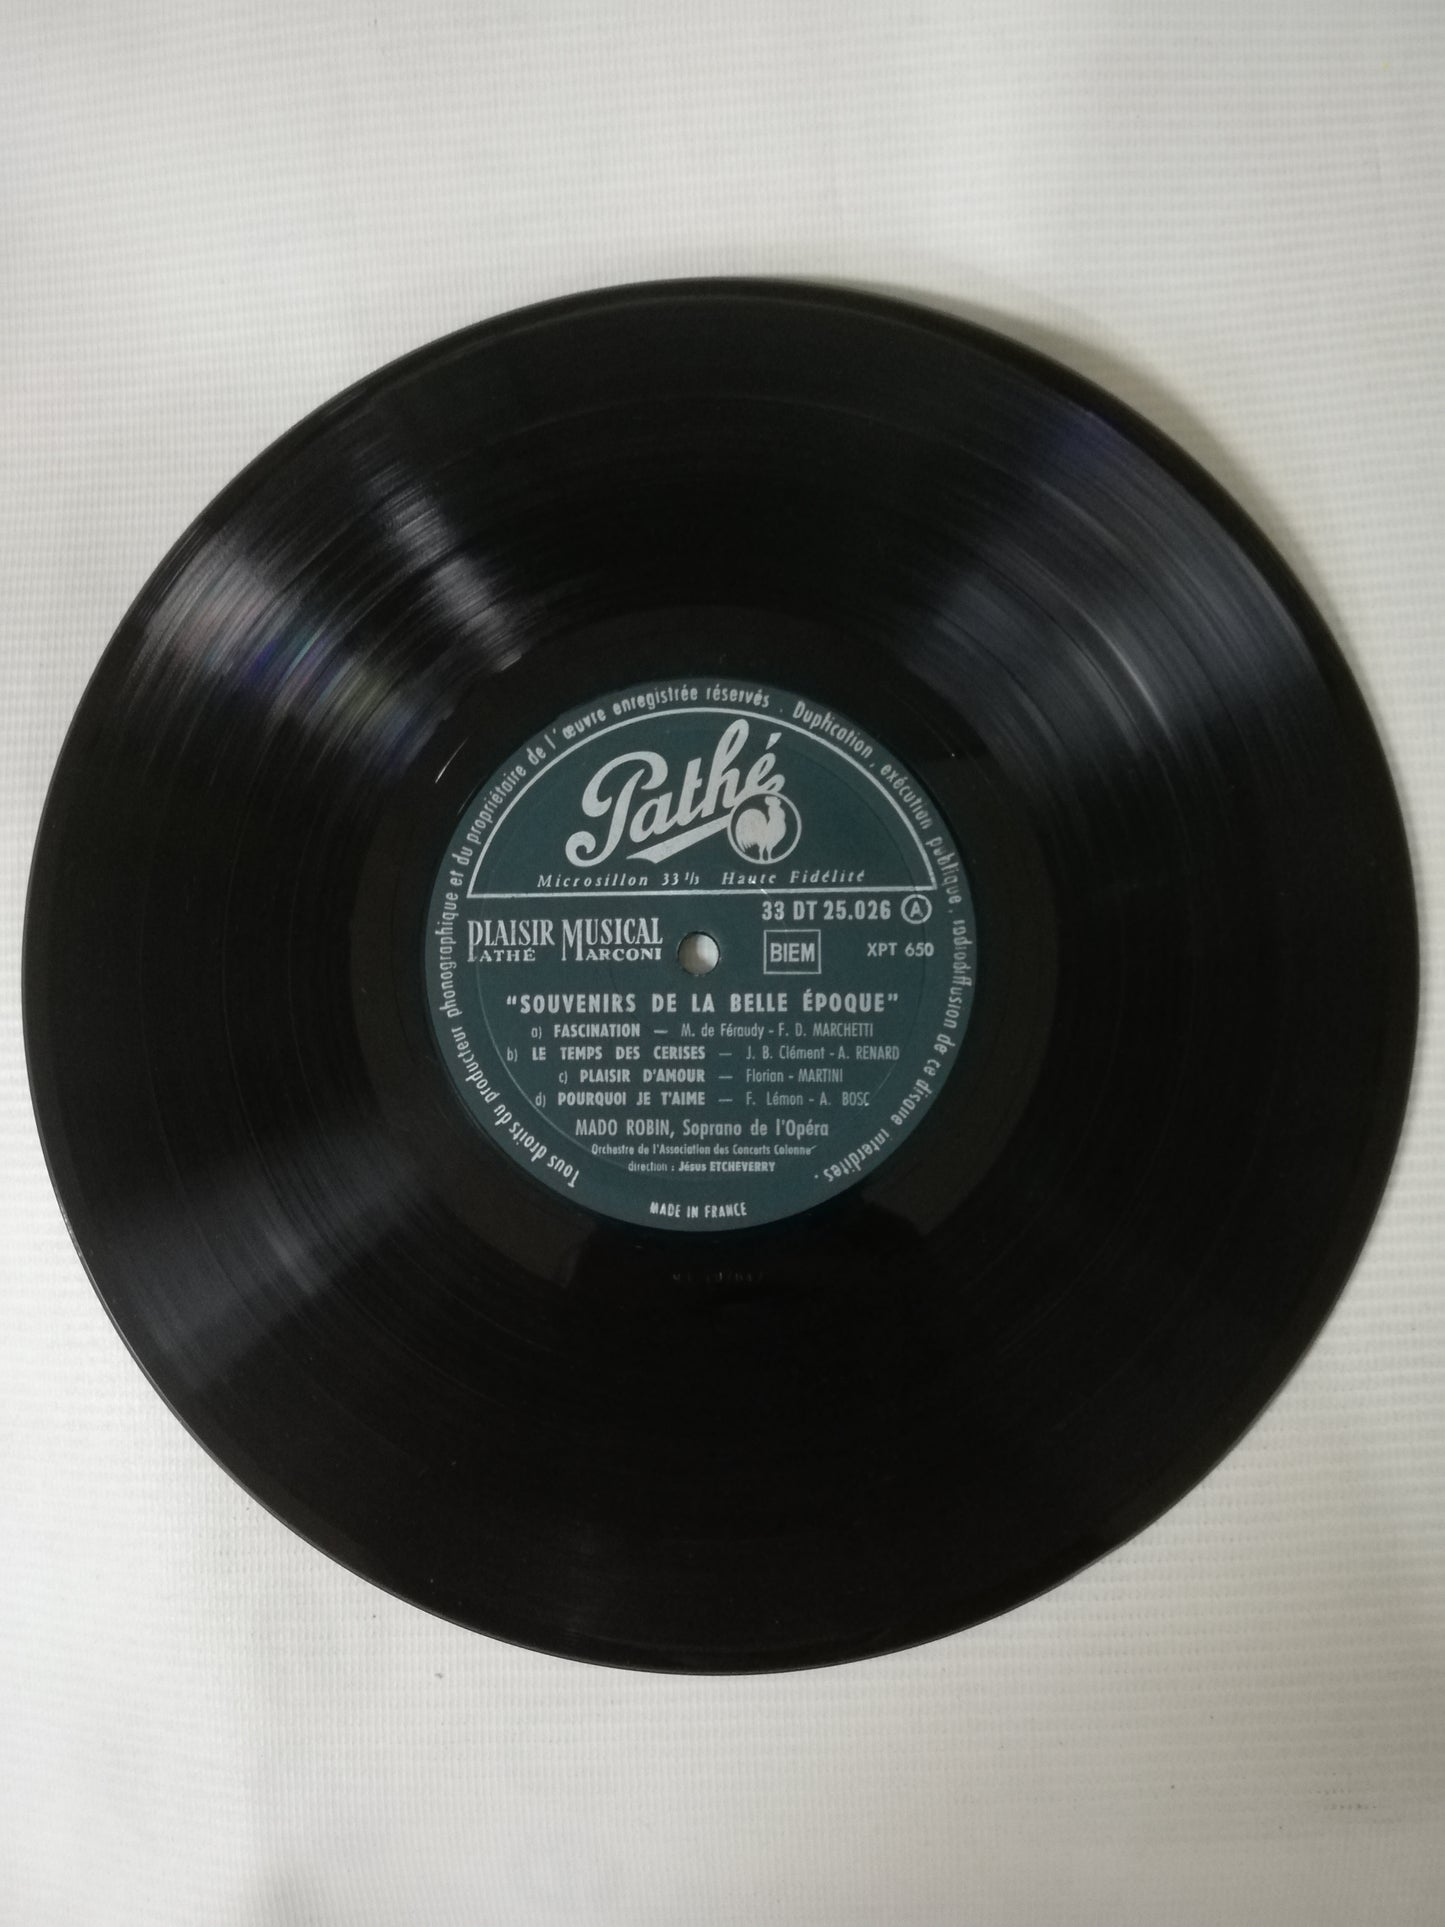 Tous droits du producteur phonographique et du propriétaire de l'œuvre enregistrée réservés . Duplication , exécution publique , radiodiffusion de ce disque interdites .
Pathé
Microsillon 33 1/3 Haute Fidélité
33 DT 25.026 A
PLAISIR MUSICAL
PATHÉ MARCONI
BIEM
XPT 650
"SOUVENIRS DE LA BELLE ÉPOQUE"
a) FASCINATION — M. de Féraudy - F. D. MARCHETTI
b) LE TEMPS DES CERISES — J. B. Clément - A. RENARD
c) PLAISIR D'AMOUR — Florian - MARTINI
d) POURQUOI JE T'AIME — F. Lémon - A. BOSC
MADO ROBIN, Soprano de l'Opéra
Orchestre de l'Association des Concerts Colonne
direction : Jésus ETCHEVERRY
MADE IN FRANCE